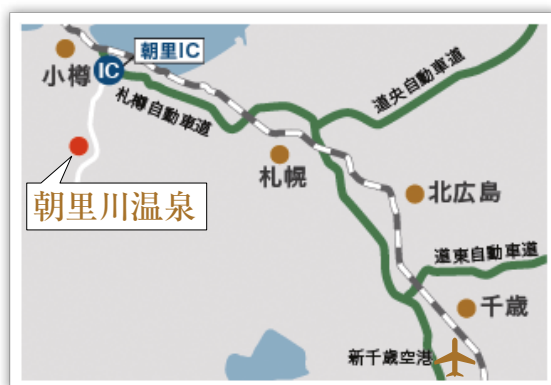 朝里IC
小樽
IC
札樽自動車道
道央自動車道
札幌
北広島
朝里川温泉
道東自動車道
千歳
新千歳空港